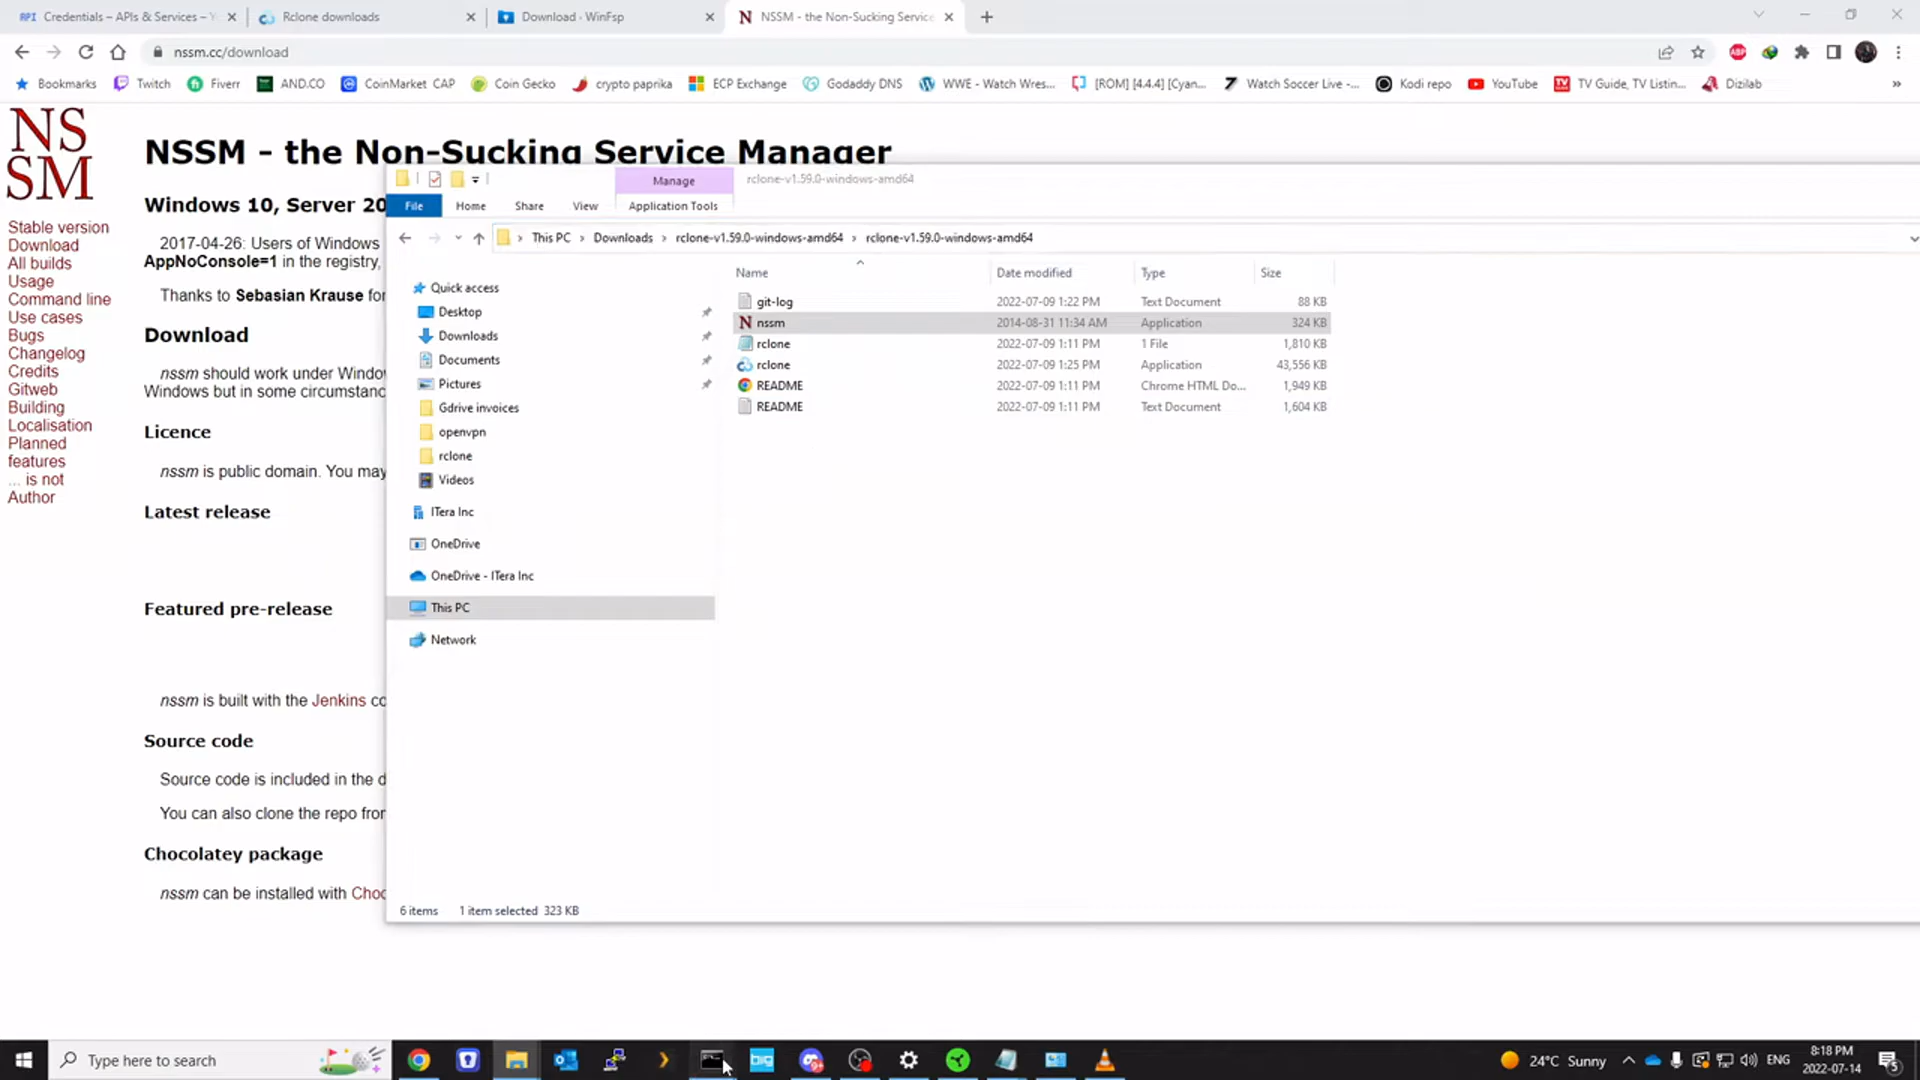 API Credentials – APIs & Services – Y
Rclone downloads
Download · WinFsp
NSSM - the Non-Sucking Service
nssm.cc/download
Bookmarks
Twitch
Fiverr
AND.CO
CoinMarket CAP
Coin Gecko
crypto paprika
ECP Exchange
Godaddy DNS
WWE - Watch Wres...
[ROM] [4.4.4] [Cyan...
Watch Soccer Live -...
Kodi repo
YouTube
TV Guide, TV Listin...
Dizilab
»
NS
SM
Stable version
Download
All builds
Usage
Command line
Use cases
Bugs
Changelog
Credits
Gitweb
Building
Localisation
Planned
features
... is not
Author
NSSM - the Non-Sucking Service Manager
Windows 10, Server 20
2017-04-26: Users of Windows
AppNoConsole=1 in the registry,
Thanks to Sebasian Krause for
Download
nssm should work under Window
Windows but in some circumstanc
Licence
nssm is public domain. You may
Latest release
Featured pre-release
nssm is built with the Jenkins co
Source code
Source code is included in the d
You can also clone the repo from
Chocolatey package
nssm can be installed with Choc
Manage
rclone-v1.59.0-windows-amd64
File
Home
Share
View
Application Tools
This PC › Downloads › rclone-v1.59.0-windows-amd64 › rclone-v1.59.0-windows-amd64
Quick access
Desktop
Downloads
Documents
Pictures
Gdrive invoices
openvpn
rclone
Videos
ITera Inc
OneDrive
OneDrive - ITera Inc
This PC
Network
Name Date modified Type Size
git-log 2022-07-09 1:22 PM Text Document 88 KB
nssm 2014-08-31 11:34 AM Application 324 KB
rclone 2022-07-09 1:11 PM 1 File 1,810 KB
rclone 2022-07-09 1:25 PM Application 43,556 KB
README 2022-07-09 1:11 PM Chrome HTML Do... 1,949 KB
README 2022-07-09 1:11 PM Text Document 1,604 KB
6 items 1 item selected 323 KB
Type here to search
24°C Sunny
ENG
8:18 PM
2022-07-14
5